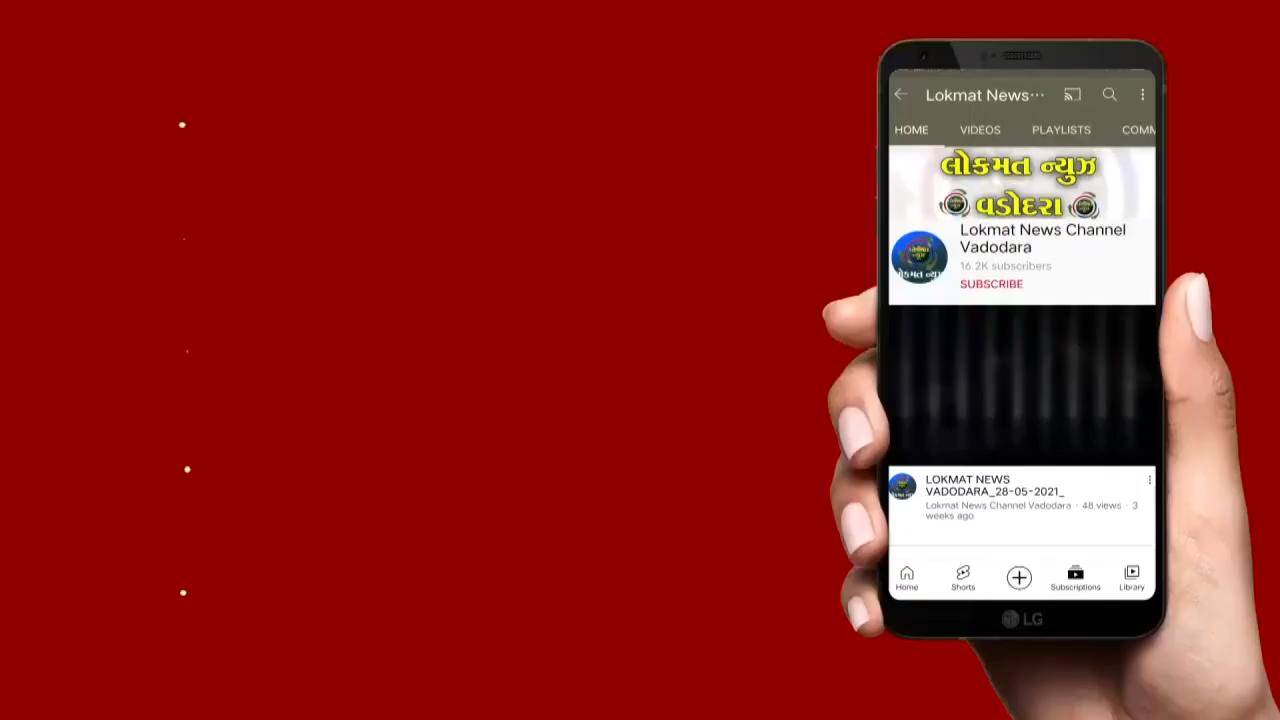 Lokmat News···
HOME VIDEOS PLAYLISTS COMM
લોકમત ન્યુઝ
વડોદરા
Lokmat News Channel
Vadodara
16.2K subscribers
SUBSCRIBE
લોકમત ન્યુઝ
LOKMAT NEWS
VADODARA_28-05-2021_
Lokmat News Channel Vadodara · 48 views · 3
weeks ago
Home Shorts Subscriptions Library
LG